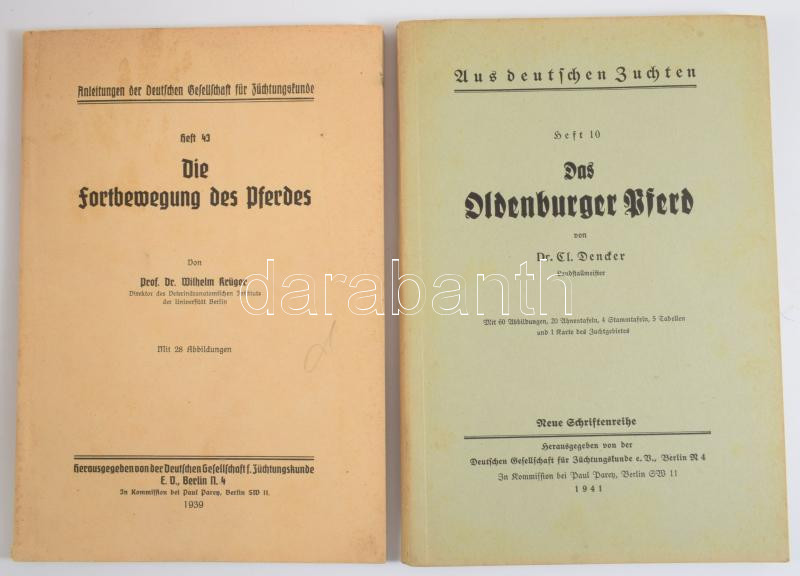 Anleitungen der Deutschen Gesellschaft für Züchtungskunde
Heft 43
Die
Fortbewegung des Pferdes
Von
Prof. Dr. Wilhelm Krüger
Direktor des Veterinäranatomischen Instituts
der Universität Berlin
Mit 28 Abbildungen
Herausgegeben von der Deutschen Gesellschaft f. Züchtungskunde
E. V., Berlin N. 4
In Kommission bei Paul Parey, Berlin SW 11.
1939
Aus deutschen Zuchten
Heft 10
Das
Oldenburger Pferd
von
Dr. Cl. Dencker
Landstallmeister
Mit 60 Abbildungen, 20 Ahnentafeln, 4 Stammtafeln, 5 Tabellen
und 1 Karte des Zuchtgebietes
Neue Schriftenreihe
Herausgegeben von der
Deutschen Gesellschaft für Züchtungskunde e. V., Berlin N 4
In Kommission bei Paul Parey, Berlin SW 11
1941
darabanth